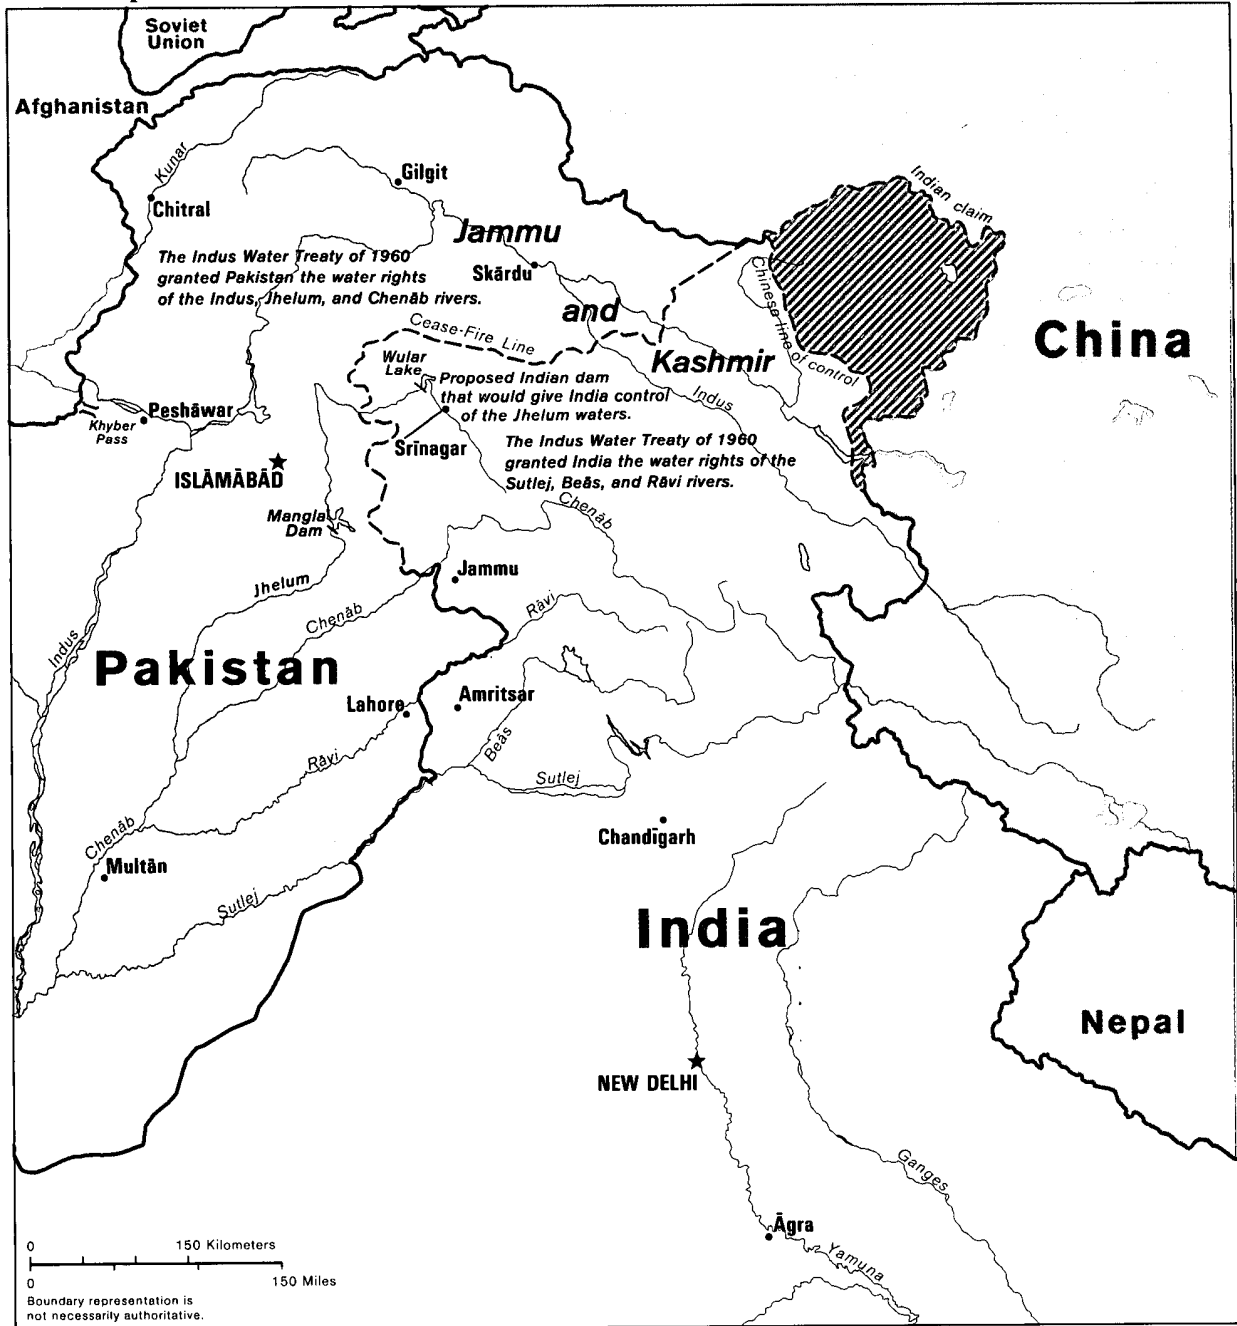 Soviet
Union
Afghanistan
Kunar
Gilgit
Indian claim
Chitral
Jammu
The Indus Water Treaty of 1960
granted Pakistan the water rights
of the Indus, Jhelum, and Chenāb rivers.
Skārdu
and
Chinese line of control
China
Cease-Fire Line
Kashmir
Wular
Lake
Proposed Indian dam
that would give India control
of the Jhelum waters.
Indus
Peshāwar
Khyber
Pass
Srīnagar
The Indus Water Treaty of 1960
granted India the water rights of the
Sutlej, Beās, and Rāvi rivers.
ISLĀMĀBĀD
Chenāb
Mangla
Dam
Jammu
Jhelum
Chenāb
Rāvi
Indus
Pakistan
Lahore
Amritsar
Beās
Rāvi
Sutlej
Chenāb
Chandīgarh
Multān
Sutlej
India
Nepal
NEW DELHI
Ganges
Āgra
Yamuna
0 150 Kilometers
0 150 Miles
Boundary representation is
not necessarily authoritative.